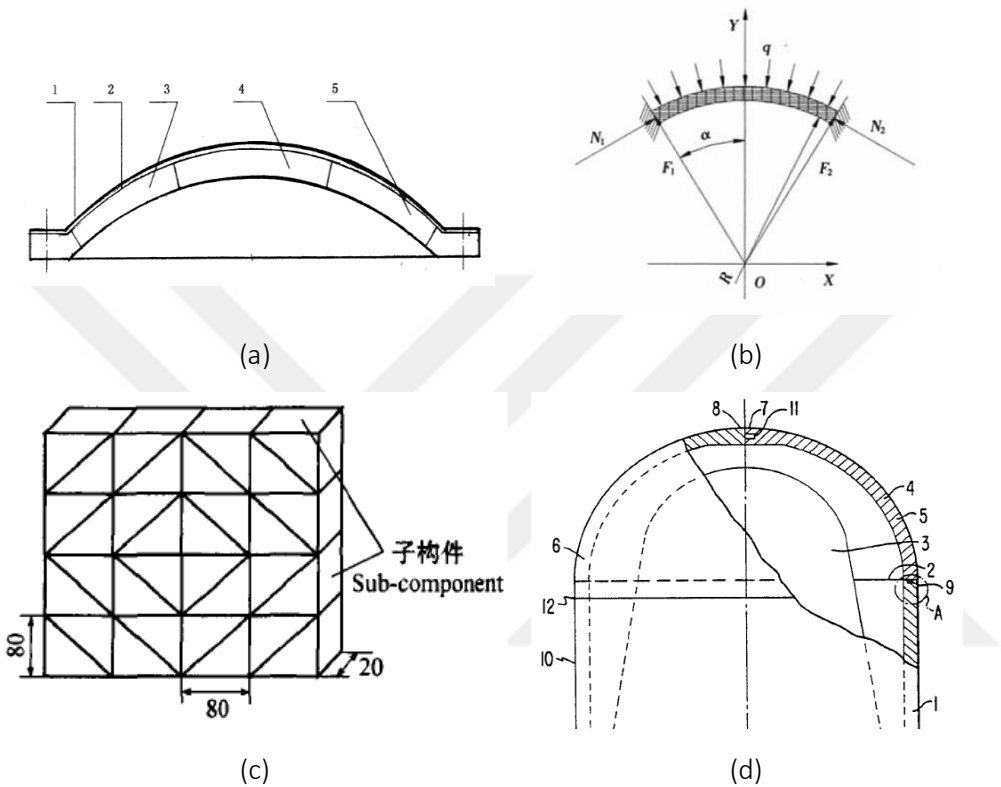 1 2 3 4 5
(a)
Y
q
N1 N2
α
F1 F2
R O X
(b)
子构件
Sub-component
80
20
80
(c)
8 7 11
4
5
6 3
2
9
12 A
10
1
(d)